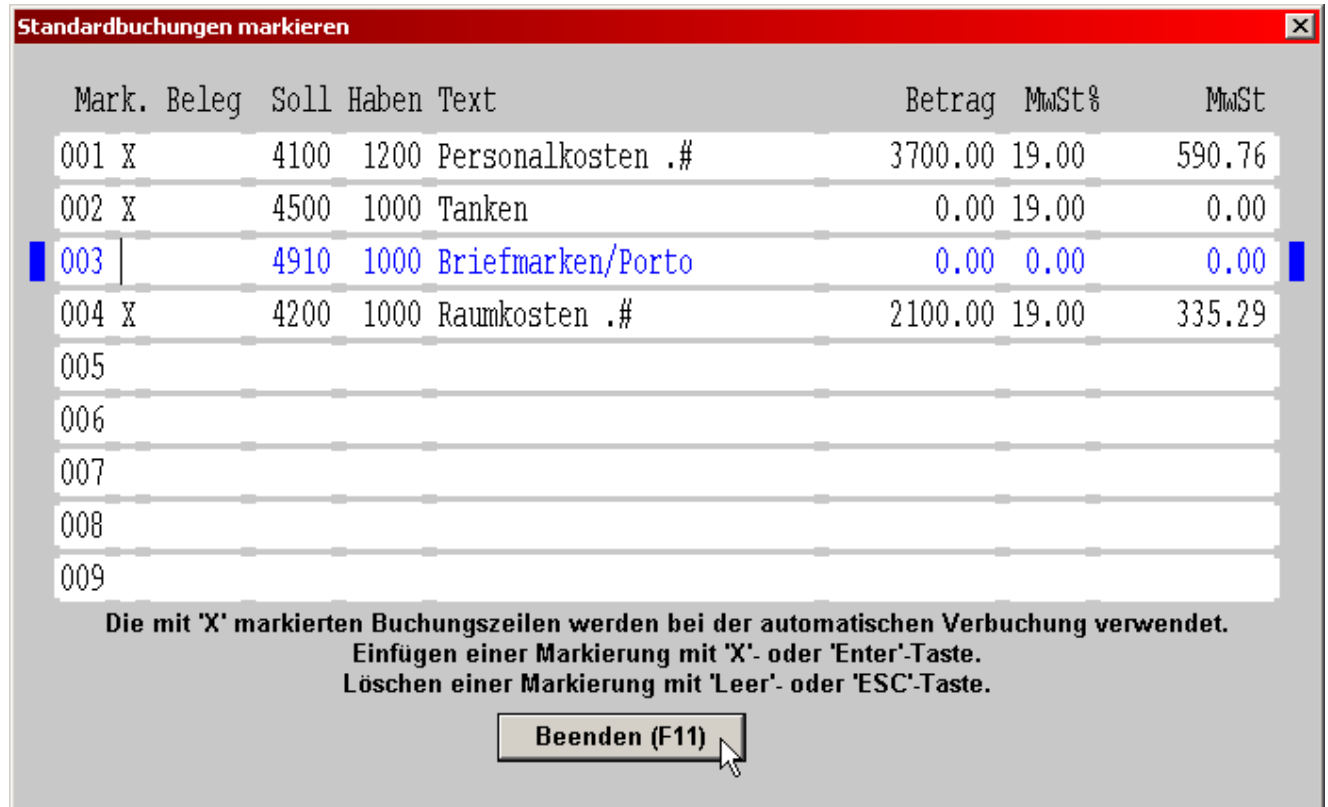 Standardbuchungen markieren
Mark. Beleg Soll Haben Text Betrag MwSt% MwSt
001 X 4100 1200 Personalkosten .# 3700.00 19.00 590.76
002 X 4500 1000 Tanken 0.00 19.00 0.00
003 4910 1000 Briefmarken/Porto 0.00 0.00 0.00
004 X 4200 1000 Raumkosten .# 2100.00 19.00 335.29
005
006
007
008
009
Die mit 'X' markierten Buchungszeilen werden bei der automatischen Verbuchung verwendet.
Einfügen einer Markierung mit 'X'- oder 'Enter'-Taste.
Löschen einer Markierung mit 'Leer'- oder 'ESC'-Taste.
Beenden (F11)